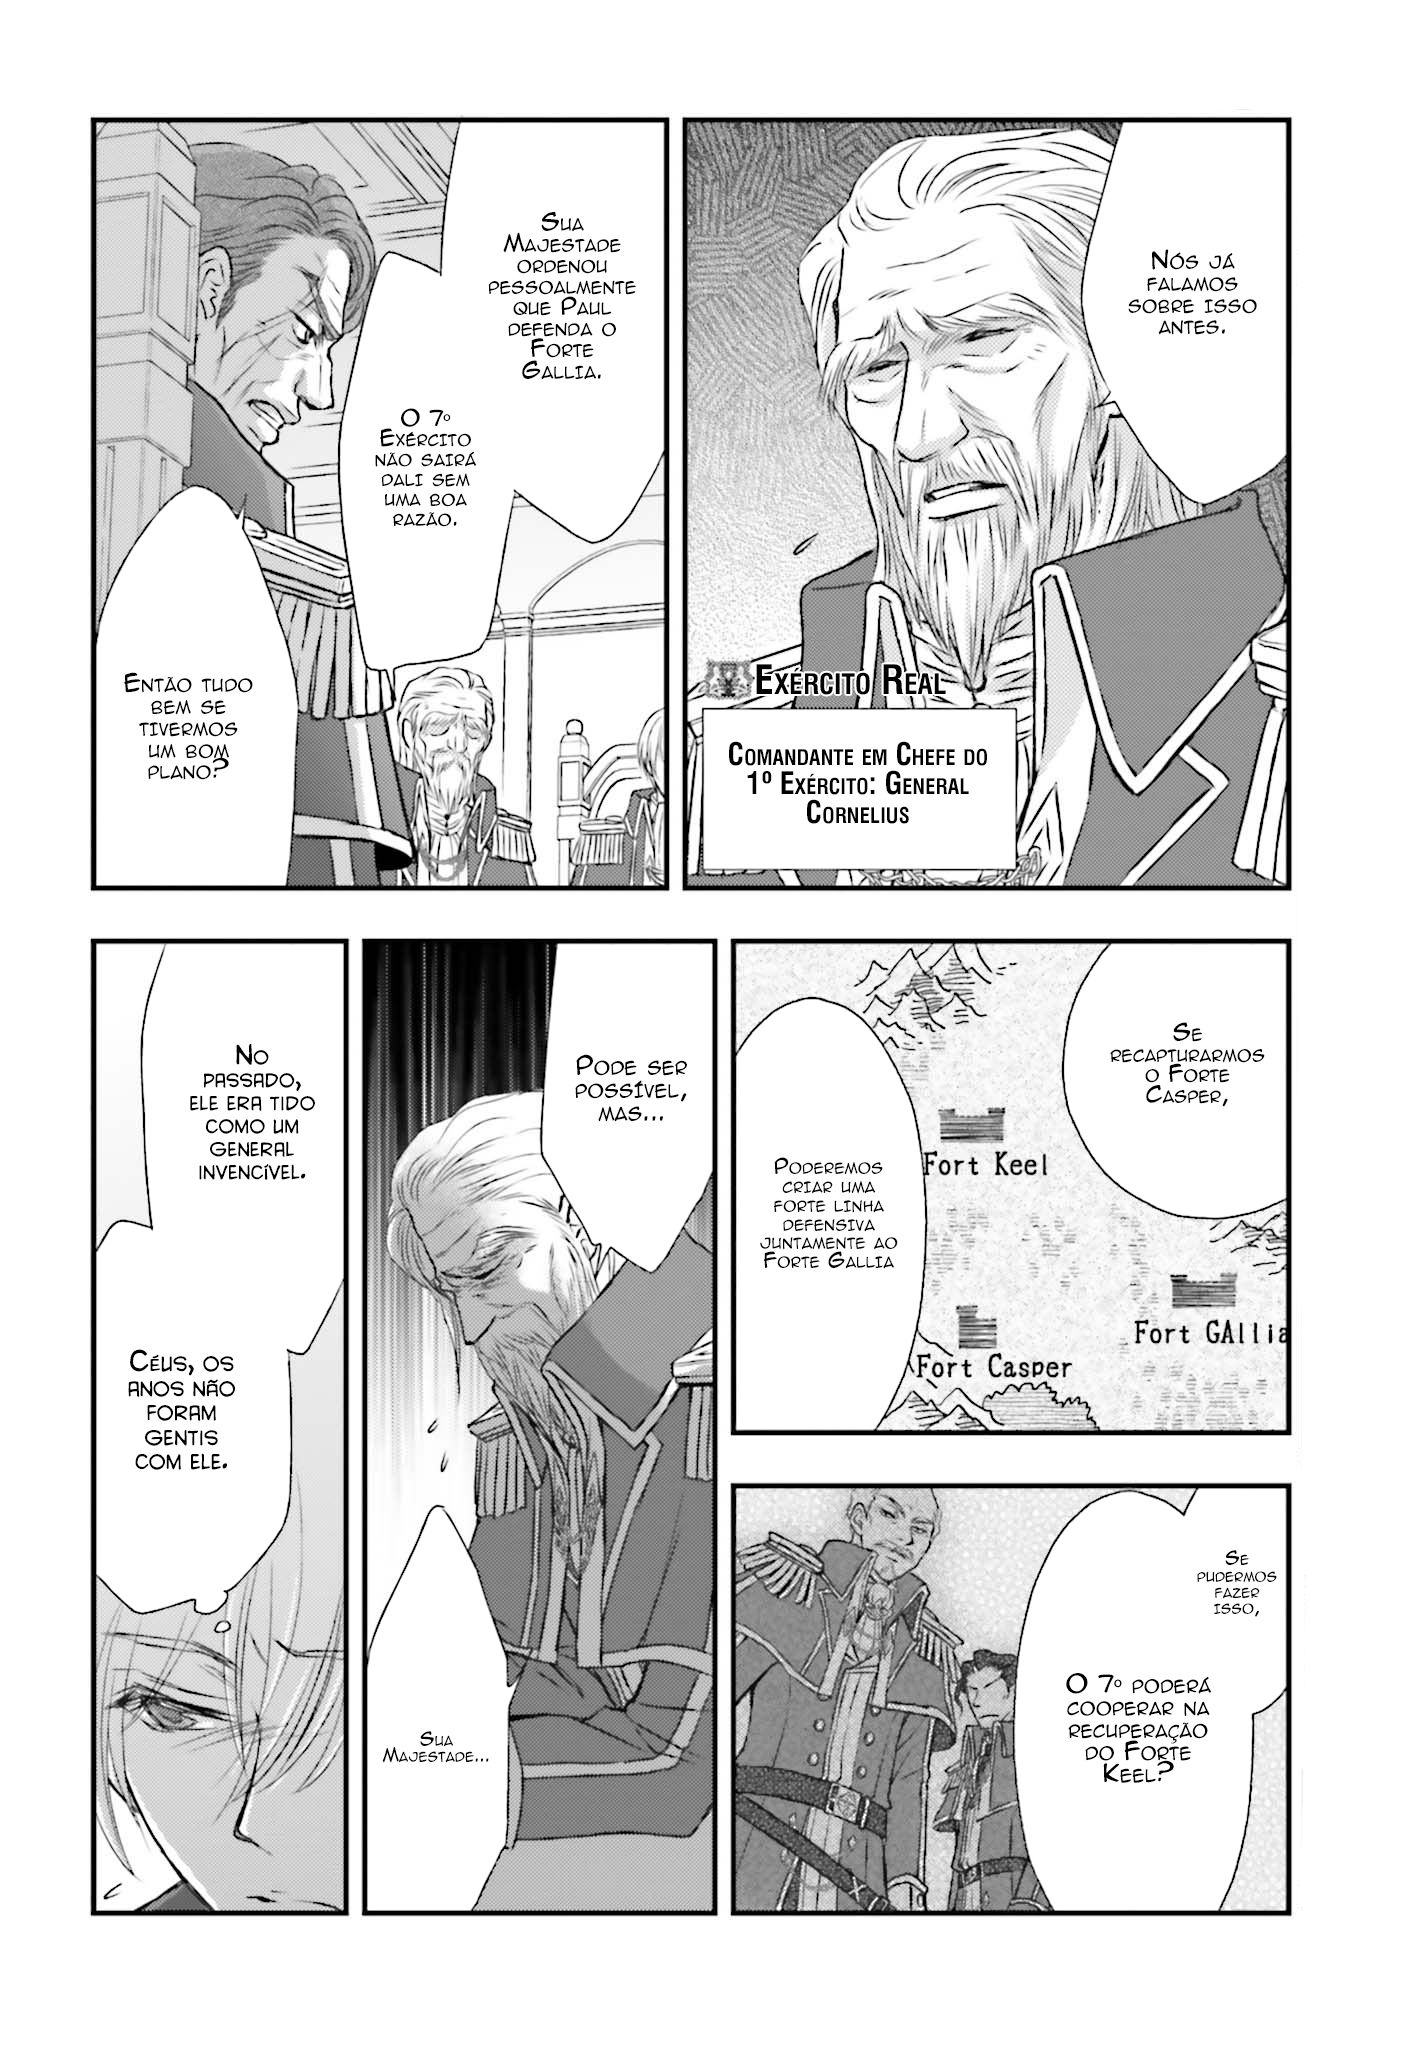 Nós já
falamos
sobre isso
antes.
Exército Real
Comandante em Chefe do
1º Exército: General
Cornelius
Sua
Majestade
ordenou
pessoalmente
que Paul
defenda o
Forte
Gallia.
O 7º
Exército
não sairá
dali sem
uma boa
razão.
Então tudo
bem se
tivermos
um bom
plano?
Se
recapturarmos
o Forte
Casper,
Poderemos
criar uma
forte linha
defensiva
juntamente ao
Forte Gallia
Fort Keel
Fort GAllia
Fort Casper
Se
pudermos
fazer
isso,
O 7º poderá
cooperar na
recuperação
do Forte
Keel?
Pode ser
possível,
mas...
Sua
Majestade...
No
passado,
ele era tido
como um
general
invencível.
Céus, os
anos não
foram
gentis
com ele.